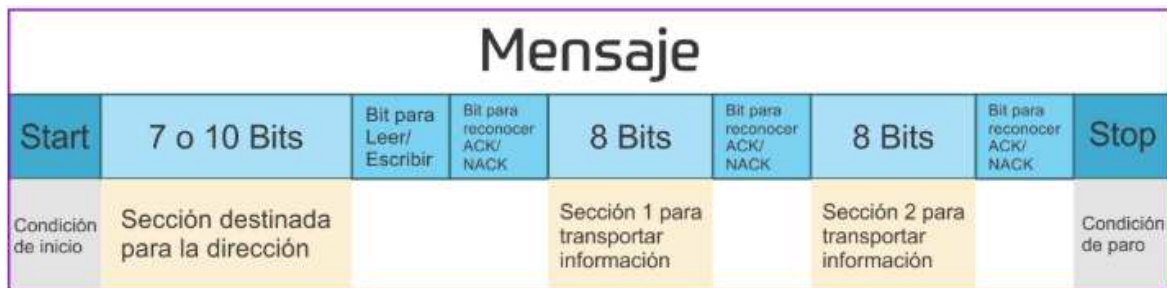 Mensaje
Start
7 o 10 Bits
Bit para
Leer/
Escribir
Bit para
reconocer
ACK/
NACK
8 Bits
Bit para
reconocer
ACK/
NACK
8 Bits
Bit para
reconocer
ACK/
NACK
Stop
Condición
de inicio
Sección destinada
para la dirección
Sección 1 para
transportar
información
Sección 2 para
transportar
información
Condición
de paro